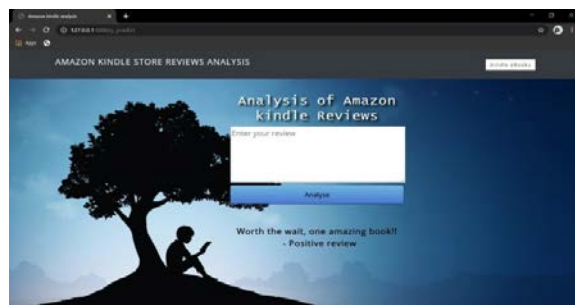 Amazon kindle analysis
127.0.0.1
Apps
AMAZON KINDLE STORE REVIEWS ANALYSIS
kindle eBooks
Analysis of Amazon
kindle Reviews
Enter your review
Analyze
Worth the wait, one amazing book!!
- Positive review